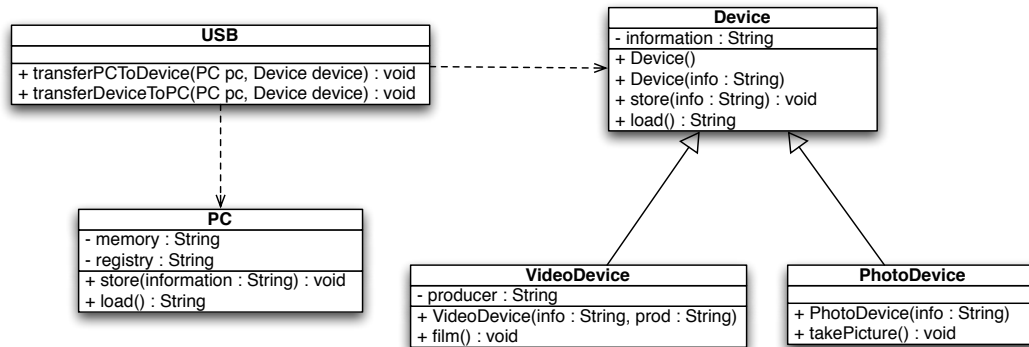 USB
+ transferPCToDevice(PC pc, Device device) : void
+ transferDeviceToPC(PC pc, Device device) : void
Device
- information : String
+ Device()
+ Device(info : String)
+ store(info : String) : void
+ load() : String
PC
- memory : String
- registry : String
+ store(information : String) : void
+ load() : String
VideoDevice
- producer : String
+ VideoDevice(info : String, prod : String)
+ film() : void
PhotoDevice
+ PhotoDevice(info : String)
+ takePicture() : void